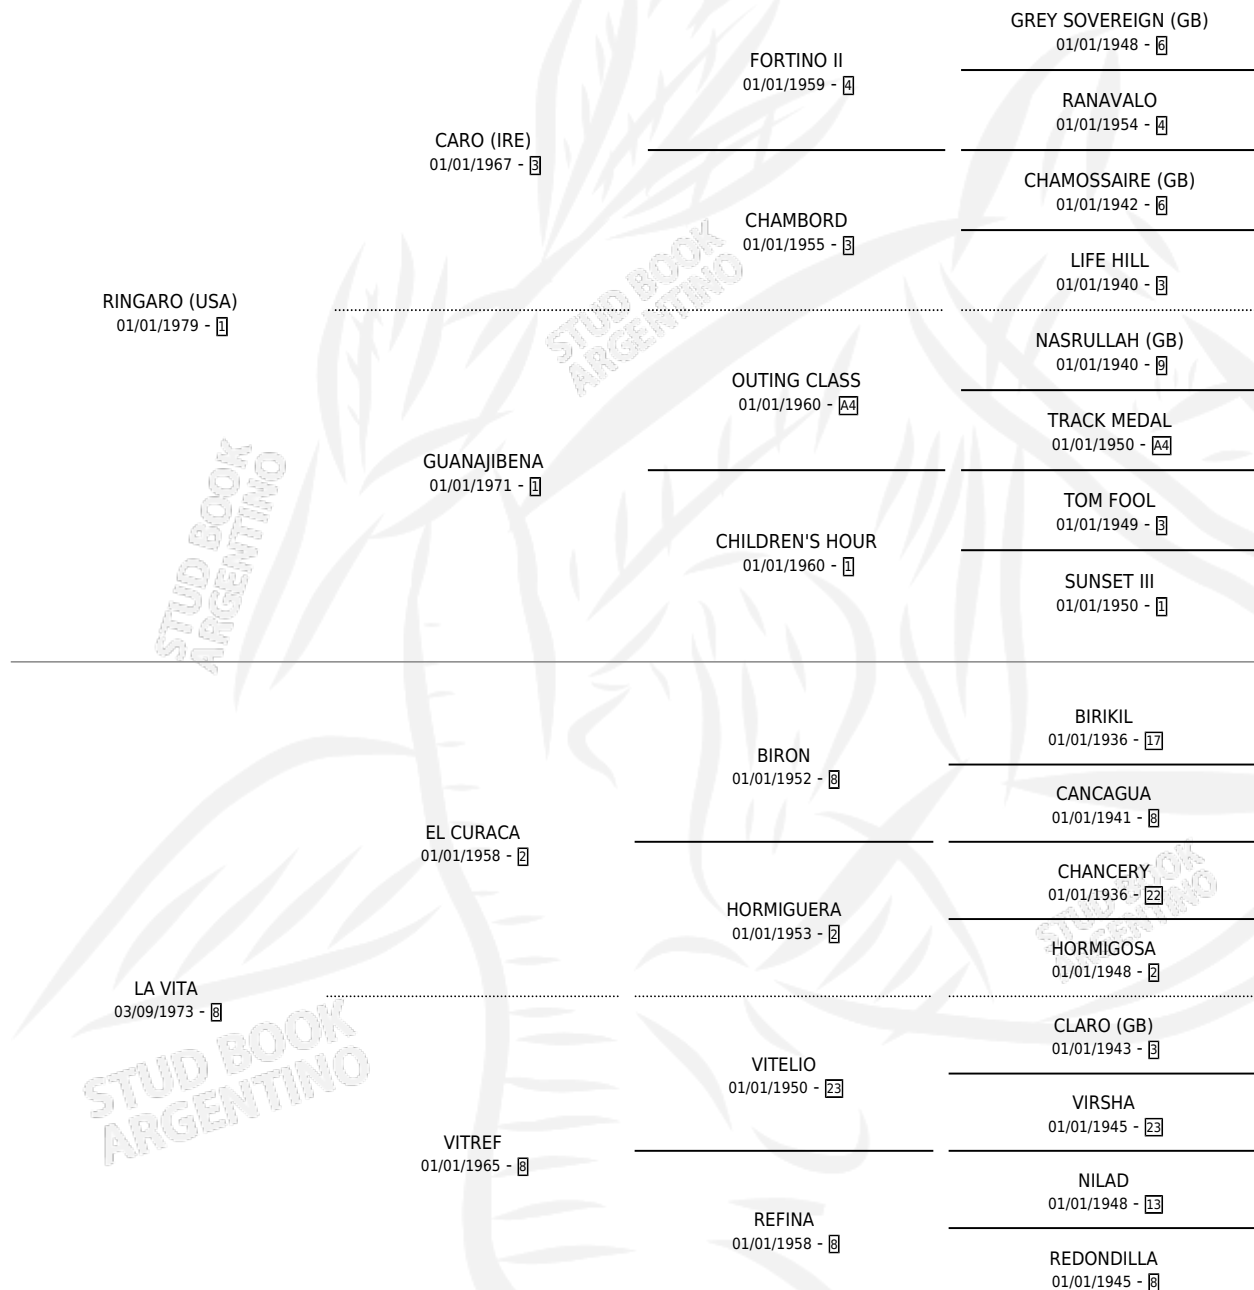 GREY SOVEREIGN (GB)
01/01/1948 - 6
FORTINO II
01/01/1959 - 4
RANAVALO
01/01/1954 - 4
CARO (IRE)
01/01/1967 - 3
CHAMOSSAIRE (GB)
01/01/1942 - 6
CHAMBORD
01/01/1955 - 3
LIFE HILL
01/01/1940 - 3
RINGARO (USA)
01/01/1979 - 1
NASRULLAH (GB)
01/01/1940 - 9
OUTING CLASS
01/01/1960 - A4
TRACK MEDAL
01/01/1950 - A4
GUANAJIBENA
01/01/1971 - 1
TOM FOOL
01/01/1949 - 3
CHILDREN'S HOUR
01/01/1960 - 1
SUNSET III
01/01/1950 - 1
BIRIKIL
01/01/1936 - 17
BIRON
01/01/1952 - 8
CANCAGUA
01/01/1941 - 8
EL CURACA
01/01/1958 - 2
CHANCERY
01/01/1936 - 22
HORMIGUERA
01/01/1953 - 2
HORMIGOSA
01/01/1948 - 2
LA VITA
03/09/1973 - 8
CLARO (GB)
01/01/1943 - 3
VITELIO
01/01/1950 - 23
VIRSHA
01/01/1945 - 23
VITREF
01/01/1965 - 8
NILAD
01/01/1948 - 13
REFINA
01/01/1958 - 8
REDONDILLA
01/01/1945 - 8
STUD BOOK
ARGENTINO
STUD BOOK
ARGENTINO
STUD BOOK
ARGENTINO
STUD BOOK
ARGENTINO